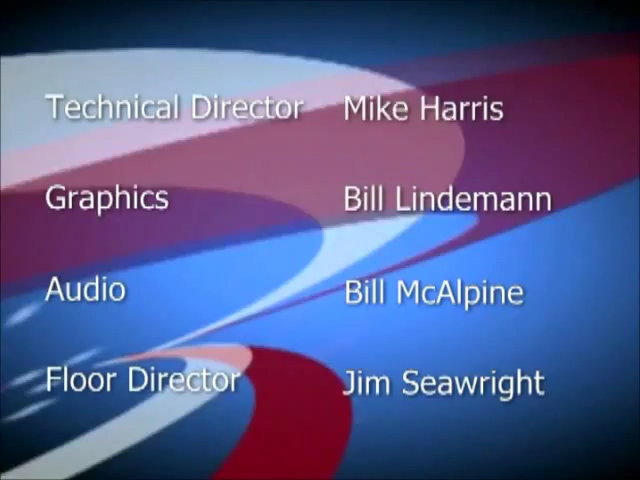 Technical Director Mike Harris
Graphics Bill Lindemann
Audio Bill McAlpine
Floor Director Jim Seawright